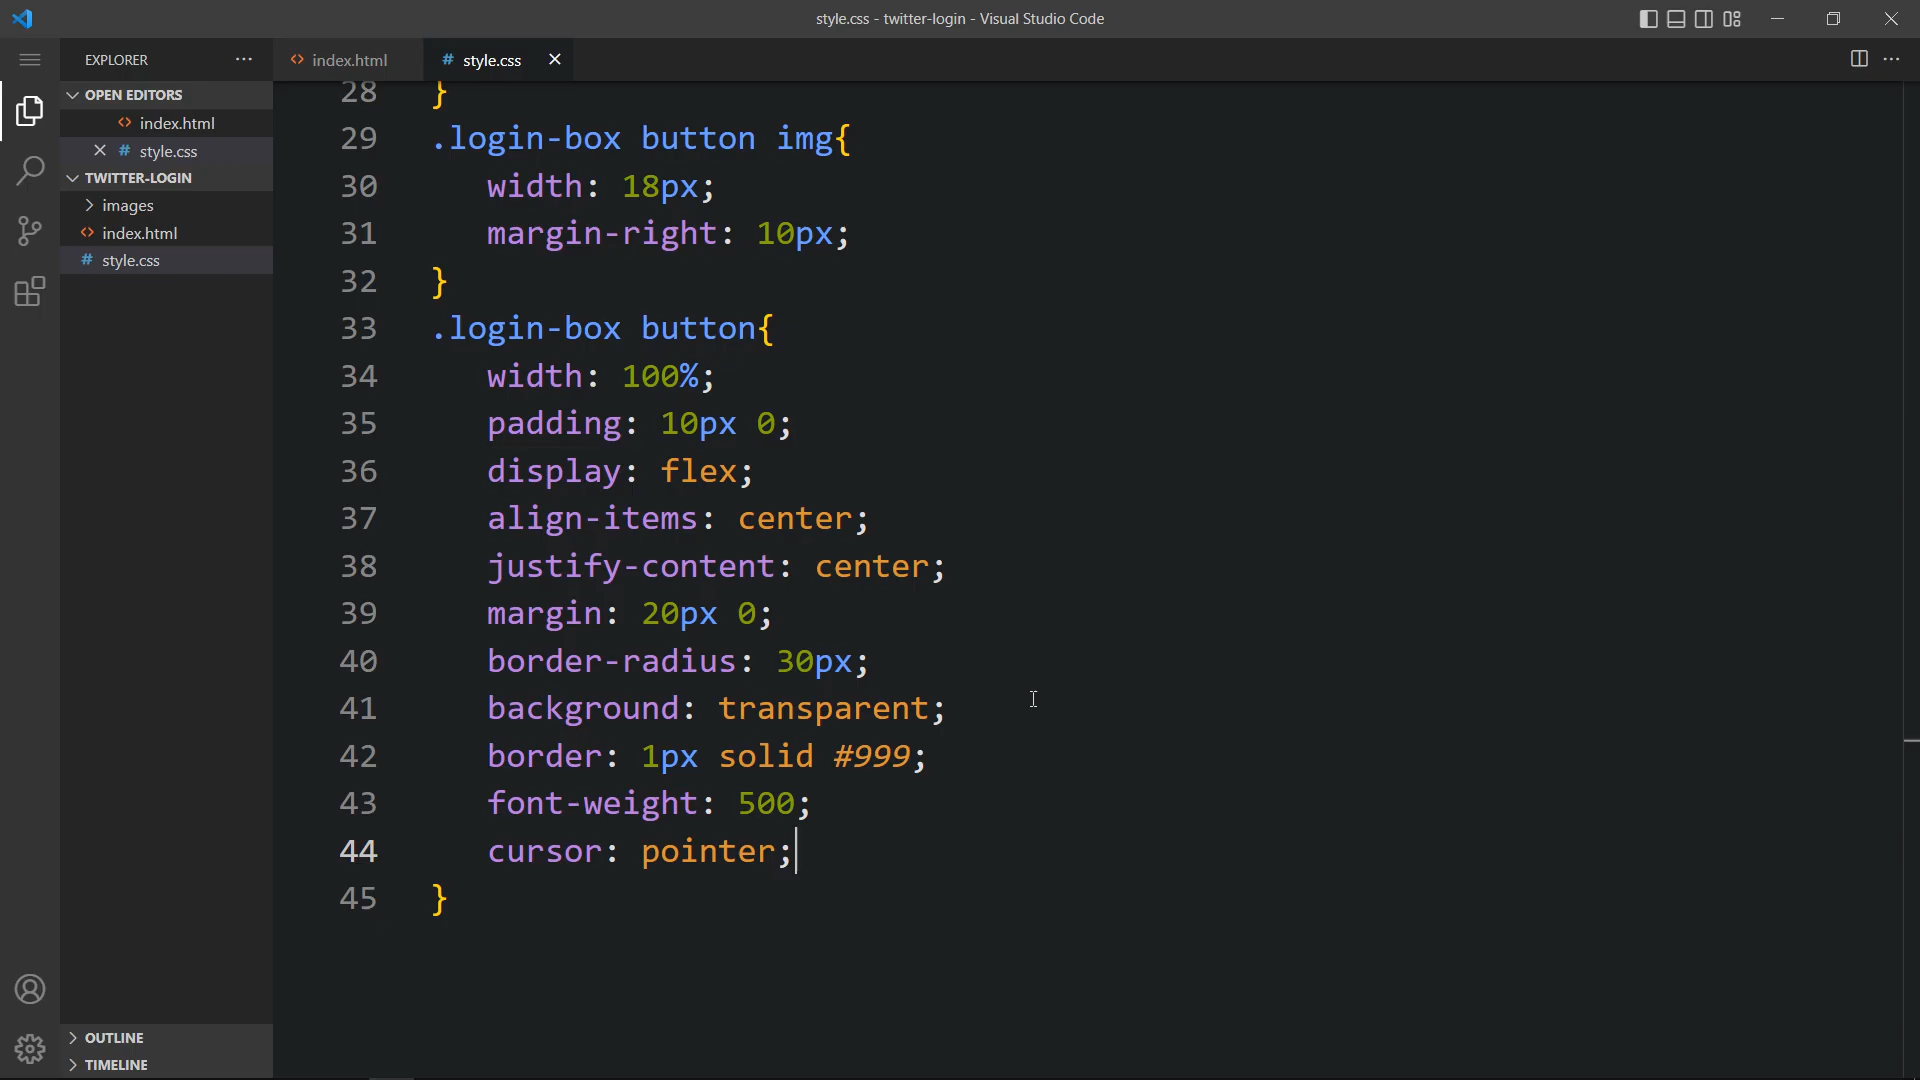 style.css - twitter-login - Visual Studio Code
EXPLORER
index.html
# style.css
OPEN EDITORS
index.html
# style.css
TWITTER-LOGIN
images
index.html
# style.css
OUTLINE
TIMELINE
28 }
29 .login-box button img{
30 width: 18px;
31 margin-right: 10px;
32 }
33 .login-box button{
34 width: 100%;
35 padding: 10px 0;
36 display: flex;
37 align-items: center;
38 justify-content: center;
39 margin: 20px 0;
40 border-radius: 30px;
41 background: transparent;
42 border: 1px solid #999;
43 font-weight: 500;
44 cursor: pointer;
45 }